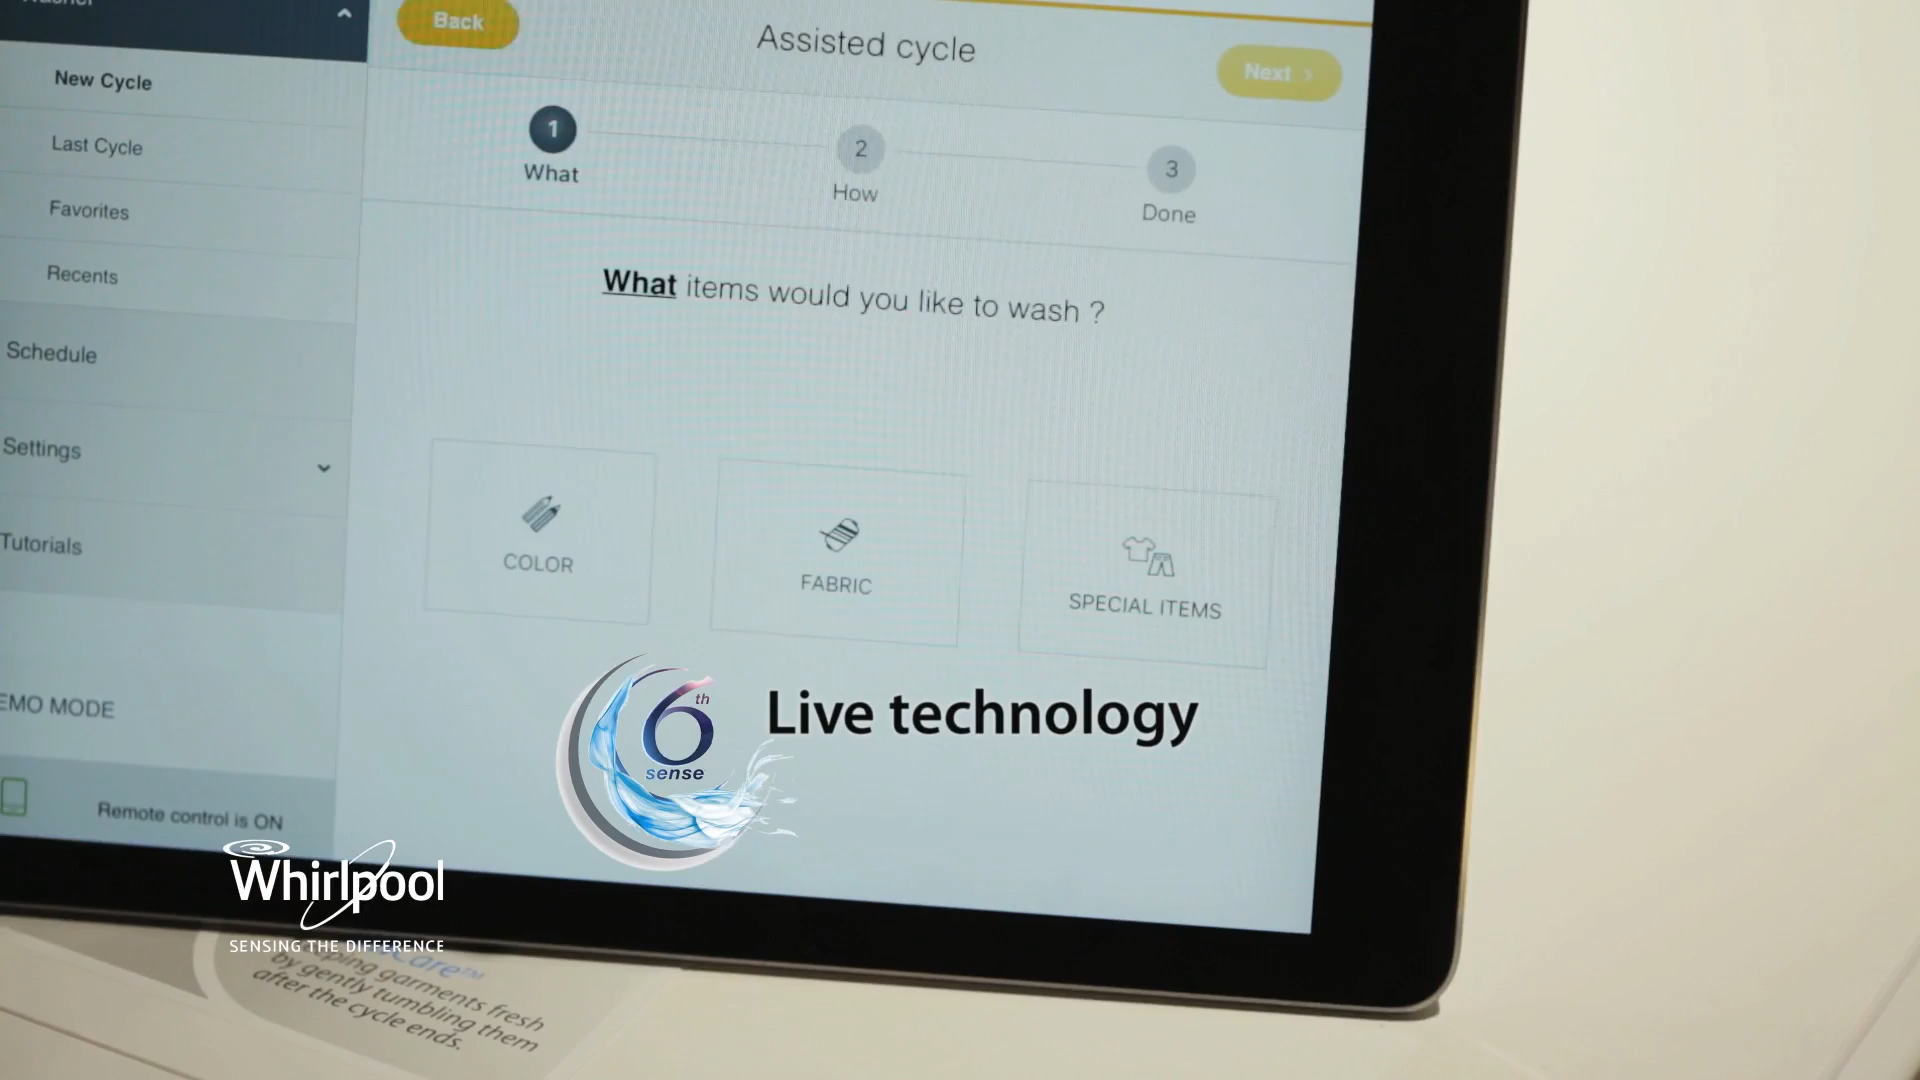 Back
Assisted cycle
Next
New Cycle
Last Cycle
Favorites
Recents
Schedule
Settings
Tutorials
MODE
Remote control is ON
1
What
2
How
3
Done
What items would you like to wash ?
COLOR
FABRIC
SPECIAL ITEMS
6th
sense
Live technology
Whirlpool
SENSING THE DIFFERENCE
garments fresh
by gently tumbling them
after the cycle ends.